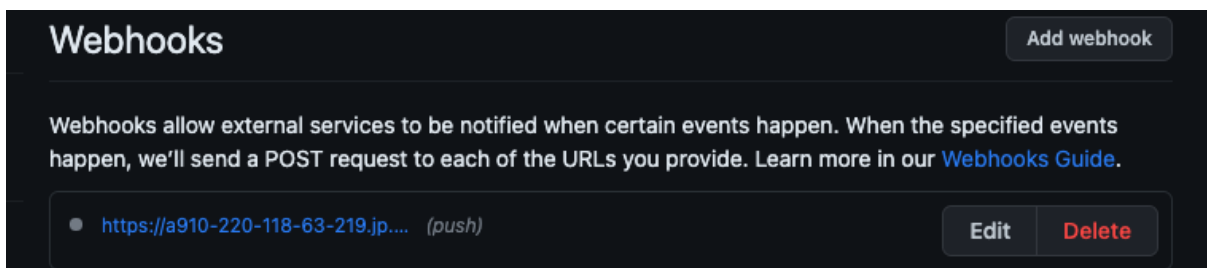 Webhooks
Add webhook
Webhooks allow external services to be notified when certain events happen. When the specified events
happen, we'll send a POST request to each of the URLs you provide. Learn more in our Webhooks Guide.
https://a910-220-118-63-219.jp.... (push)
Edit
Delete